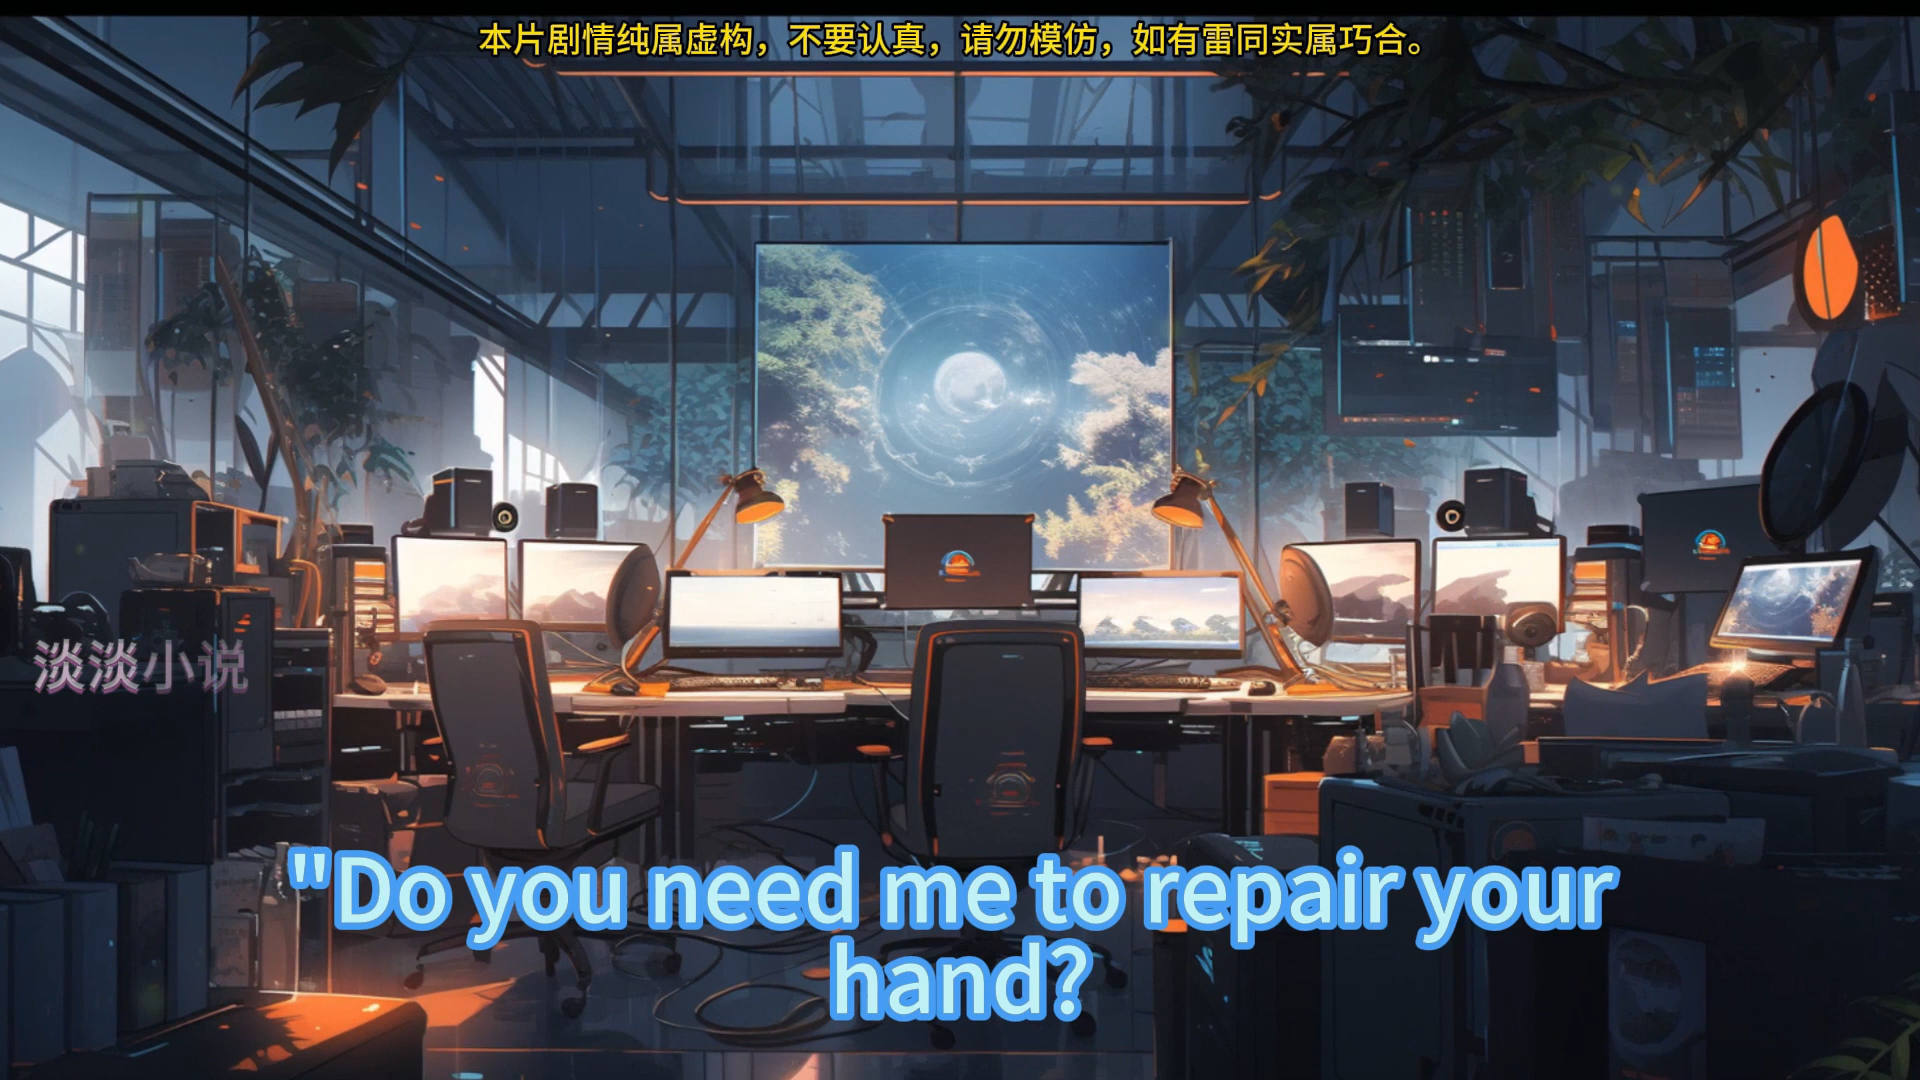 本片剧情纯属虚构，不要认真，请勿模仿，如有雷同实属巧合。
淡淡小说
"Do you need me to repair your
hand?